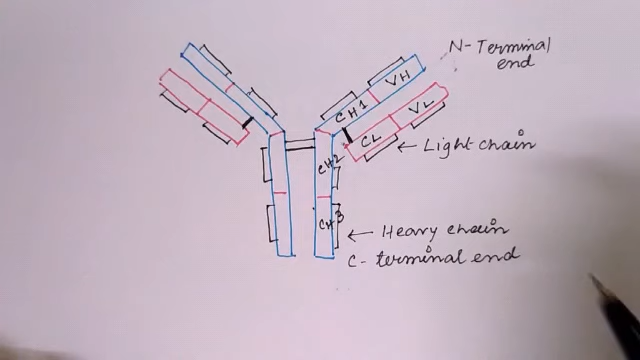 N-Terminal
end
VH
CH1
VL
CL
Light chain
CH2
CH3
Heavy chain
C-terminal end